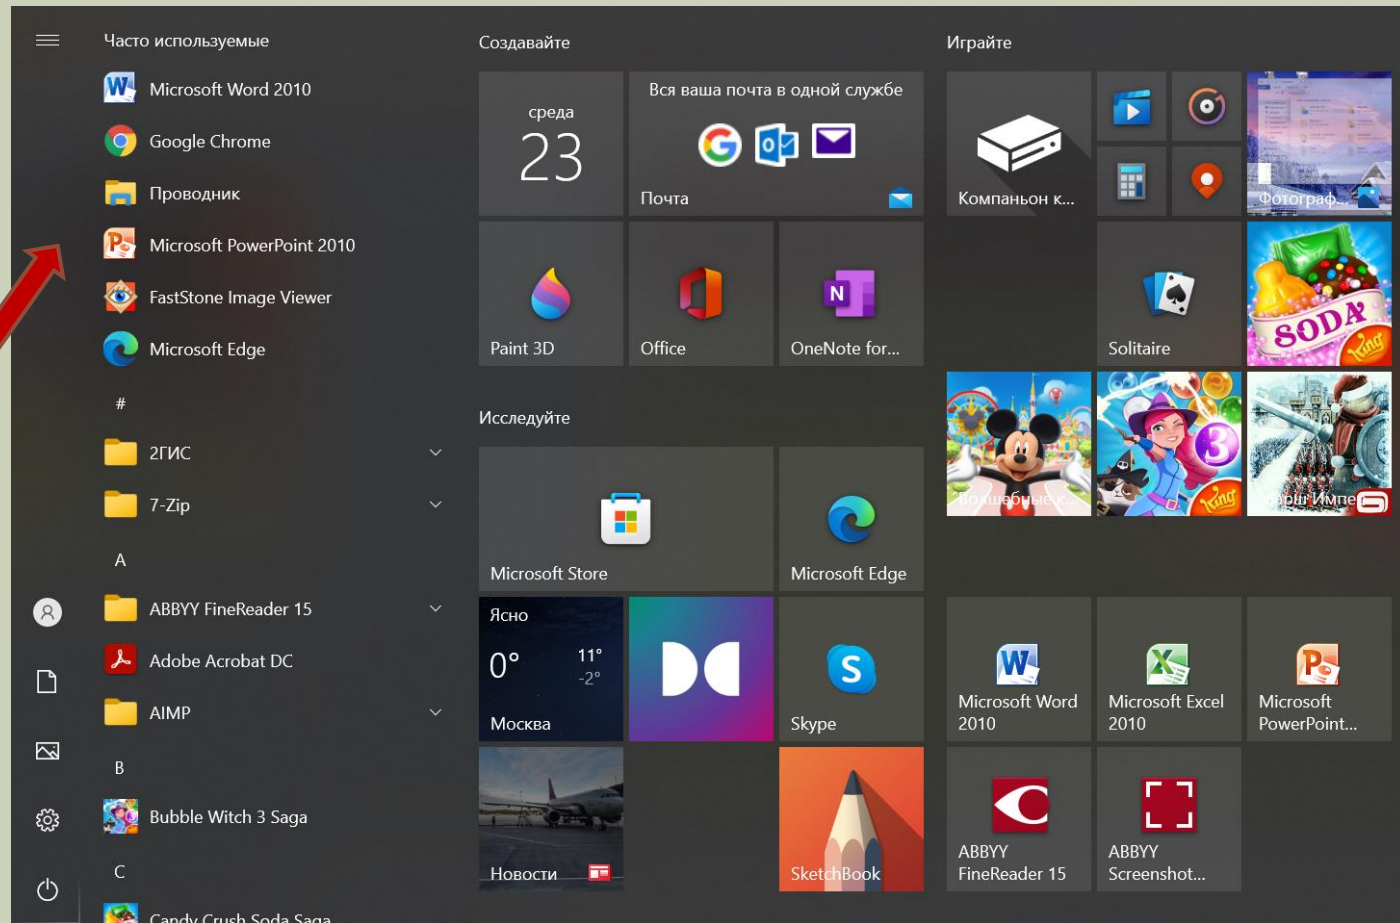 Часто используемые
Microsoft Word 2010
Google Chrome
Проводник
Microsoft PowerPoint 2010
FastStone Image Viewer
Microsoft Edge
#
2ГИС
7-Zip
A
ABBYY FineReader 15
Adobe Acrobat DC
AIMP
B
Bubble Witch 3 Saga
C
Candy Crush Soda Saga
Создавайте
среда
23
Вся ваша почта в одной службе
Почта
Paint 3D
Office
OneNote for...
Исследуйте
Microsoft Store
Microsoft Edge
Ясно
0°
11°
-2°
Москва
Skype
Новости
SketchBook
Играйте
Компаньон к...
Фотограф...
Solitaire
SODA
King
Волшебные к...
3
King
Марш Импе...
Microsoft Word
2010
Microsoft Excel
2010
Microsoft
PowerPoint...
ABBYY
FineReader 15
ABBYY
Screenshot...